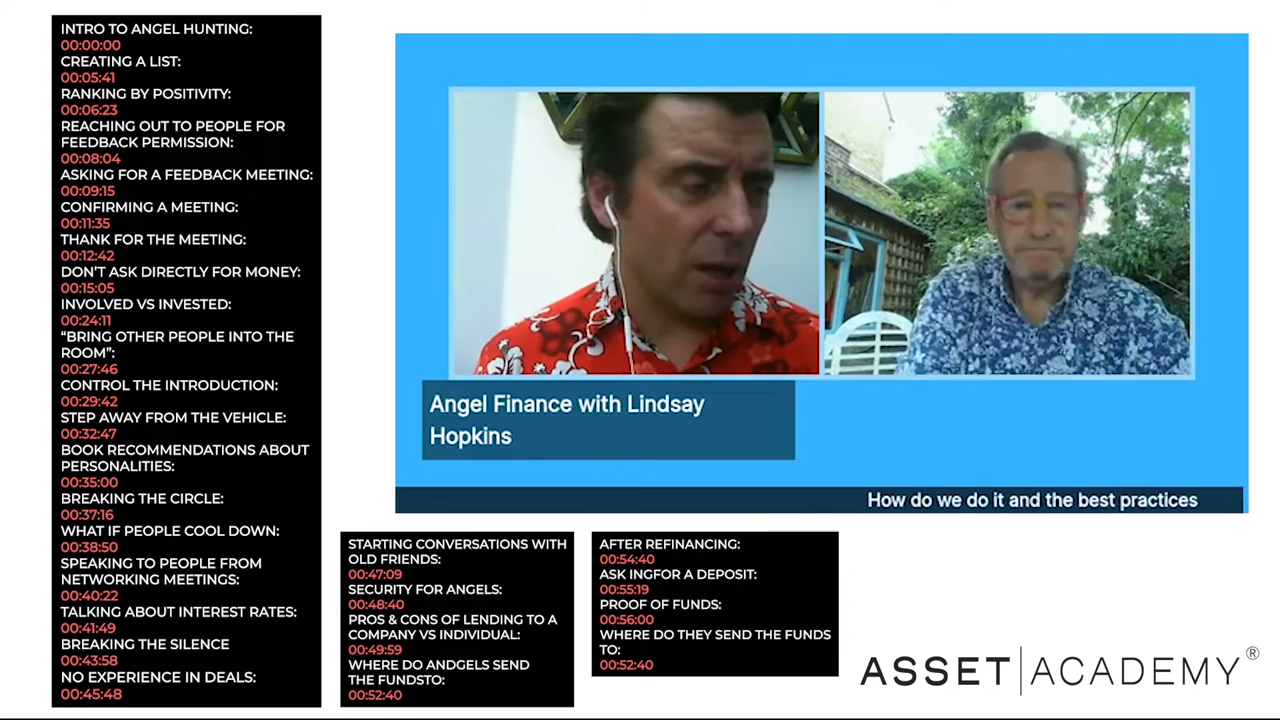 INTRO TO ANGEL HUNTING:
00:00:00
CREATING A LIST:
00:05:41
RANKING BY POSITIVITY:
00:06:23
REACHING OUT TO PEOPLE FOR
FEEDBACK PERMISSION:
00:08:04
ASKING FOR A FEEDBACK MEETING:
00:09:15
CONFIRMING A MEETING:
00:11:35
THANK FOR THE MEETING:
00:12:42
DON'T ASK DIRECTLY FOR MONEY:
00:15:05
INVOLVED VS INVESTED:
00:24:11
“BRING OTHER PEOPLE INTO THE
ROOM”:
00:27:46
CONTROL THE INTRODUCTION:
00:29:42
STEP AWAY FROM THE VEHICLE:
00:32:47
BOOK RECOMMENDATIONS ABOUT
PERSONALITIES:
00:35:00
BREAKING THE CIRCLE:
00:37:16
WHAT IF PEOPLE COOL DOWN:
00:38:50
SPEAKING TO PEOPLE FROM
NETWORKING MEETINGS:
00:40:22
TALKING ABOUT INTEREST RATES:
00:41:49
BREAKING THE SILENCE
00:43:58
NO EXPERIENCE IN DEALS:
00:45:48
Angel Finance with Lindsay
Hopkins
How do we do it and the best practices
STARTING CONVERSATIONS WITH
OLD FRIENDS:
00:47:09
SECURITY FOR ANGELS:
00:48:40
PROS & CONS OF LENDING TO A
COMPANY VS INDIVIDUAL:
00:49:59
WHERE DO ANDGELS SEND
THE FUNDSTO:
00:52:40
AFTER REFINANCING:
00:54:40
ASK INGFOR A DEPOSIT:
00:55:19
PROOF OF FUNDS:
00:56:00
WHERE DO THEY SEND THE FUNDS
TO:
00:52:40
ASSET|ACADEMY®